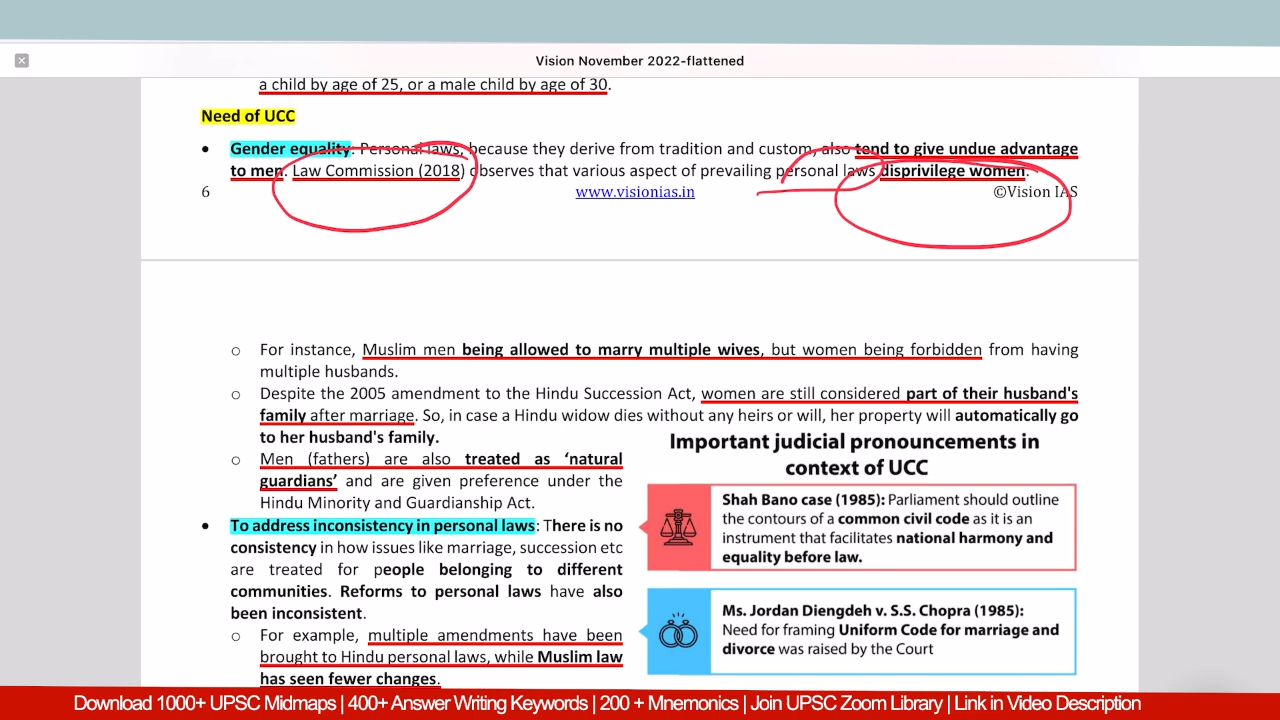 Vision November 2022-flattened
a child by age of 25, or a male child by age of 30.
Need of UCC
• Gender equality: Personal laws, because they derive from tradition and custom, also tend to give undue advantage
to men. Law Commission (2018) observes that various aspect of prevailing personal laws disprivilege women.
6 www.visionias.in ©Vision IAS
o For instance, Muslim men being allowed to marry multiple wives, but women being forbidden from having
multiple husbands.
o Despite the 2005 amendment to the Hindu Succession Act, women are still considered part of their husband's
family after marriage. So, in case a Hindu widow dies without any heirs or will, her property will automatically go
to her husband's family.
o Men (fathers) are also treated as ‘natural
guardians’ and are given preference under the
Hindu Minority and Guardianship Act.
• To address inconsistency in personal laws: There is no
consistency in how issues like marriage, succession etc
are treated for people belonging to different
communities. Reforms to personal laws have also
been inconsistent.
o For example, multiple amendments have been
brought to Hindu personal laws, while Muslim law
has seen fewer changes.
Important judicial pronouncements in
context of UCC
Shah Bano case (1985): Parliament should outline
the contours of a common civil code as it is an
instrument that facilitates national harmony and
equality before law.
Ms. Jordan Diengdeh v. S.S. Chopra (1985):
Need for framing Uniform Code for marriage and
divorce was raised by the Court
Download 1000+ UPSC Midmaps | 400+ Answer Writing Keywords | 200 + Mnemonics | Join UPSC Zoom Library | Link in Video Description